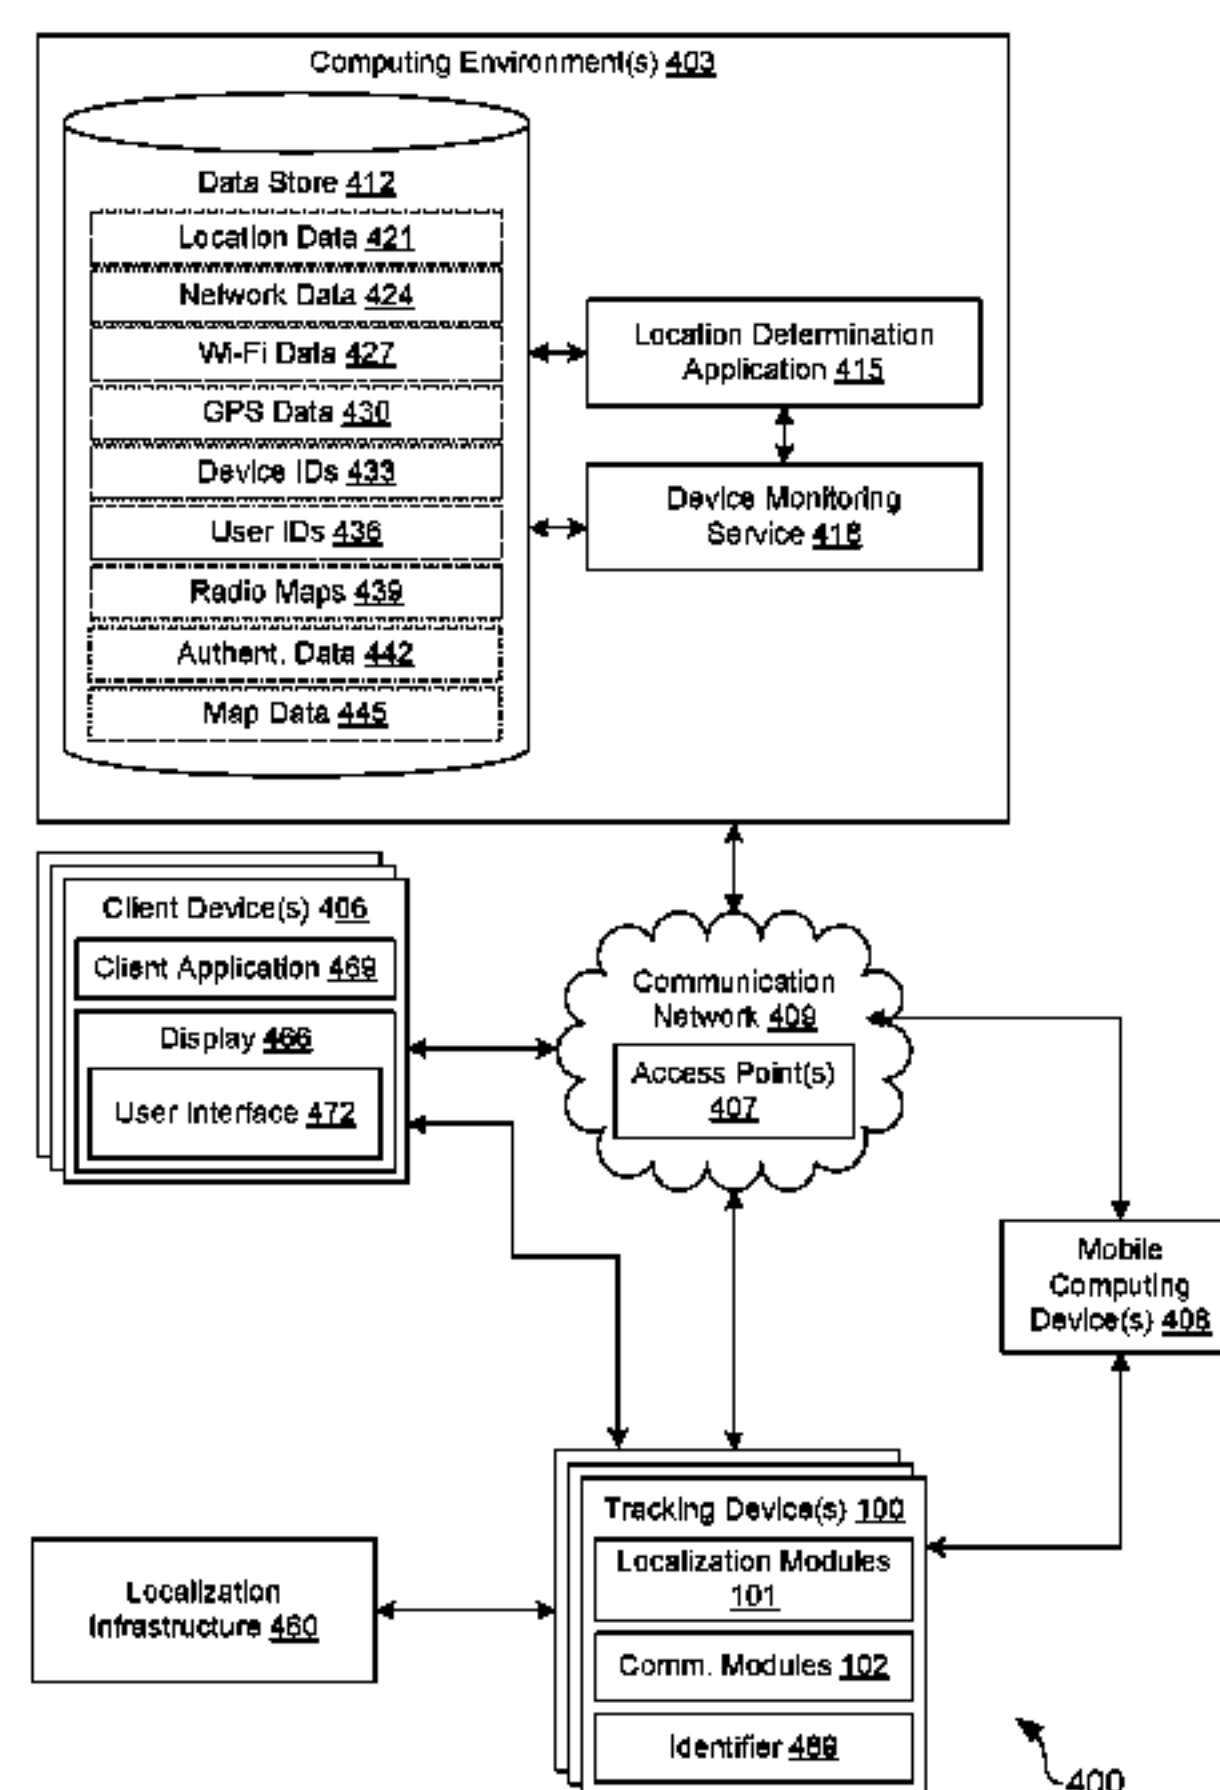 Computing Environment(s) 403
Data Store 412
Location Data 421
Network Data 424
Wi-Fi Data 427
GPS Data 430
Device IDs 433
User IDs 436
Radio Maps 439
Authent. Data 442
Map Data 445
Location Determination
Application 415
Device Monitoring
Service 418
Client Device(s) 406
Client Application 469
Display 466
User Interface 472
Communication
Network 409
Access Point(s)
407
Mobile
Computing
Device(s) 408
Tracking Device(s) 100
Localization Modules
101
Comm. Modules 102
Identifier
Localization
Infrastructure 460
400